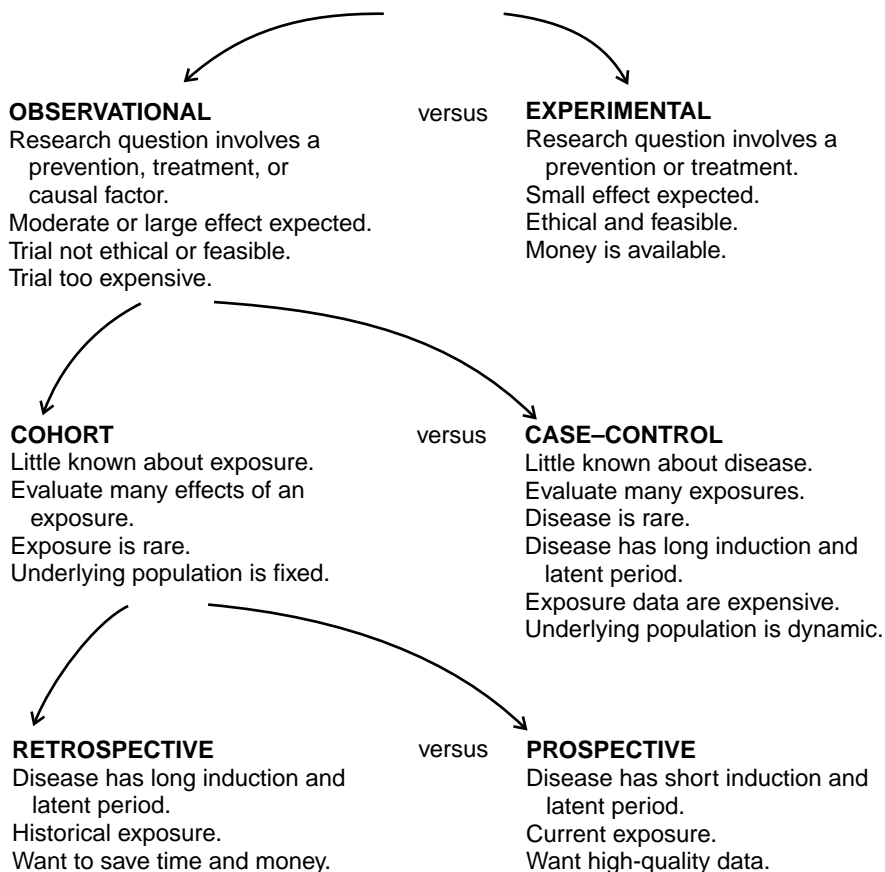 OBSERVATIONAL
Research question involves a
prevention, treatment, or
causal factor.
Moderate or large effect expected.
Trial not ethical or feasible.
Trial too expensive.
versus
EXPERIMENTAL
Research question involves a
prevention or treatment.
Small effect expected.
Ethical and feasible.
Money is available.
COHORT
Little known about exposure.
Evaluate many effects of an
exposure.
Exposure is rare.
Underlying population is fixed.
versus
CASE–CONTROL
Little known about disease.
Evaluate many exposures.
Disease is rare.
Disease has long induction and
latent period.
Exposure data are expensive.
Underlying population is dynamic.
RETROSPECTIVE
Disease has long induction and
latent period.
Historical exposure.
Want to save time and money.
versus
PROSPECTIVE
Disease has short induction and
latent period.
Current exposure.
Want high-quality data.